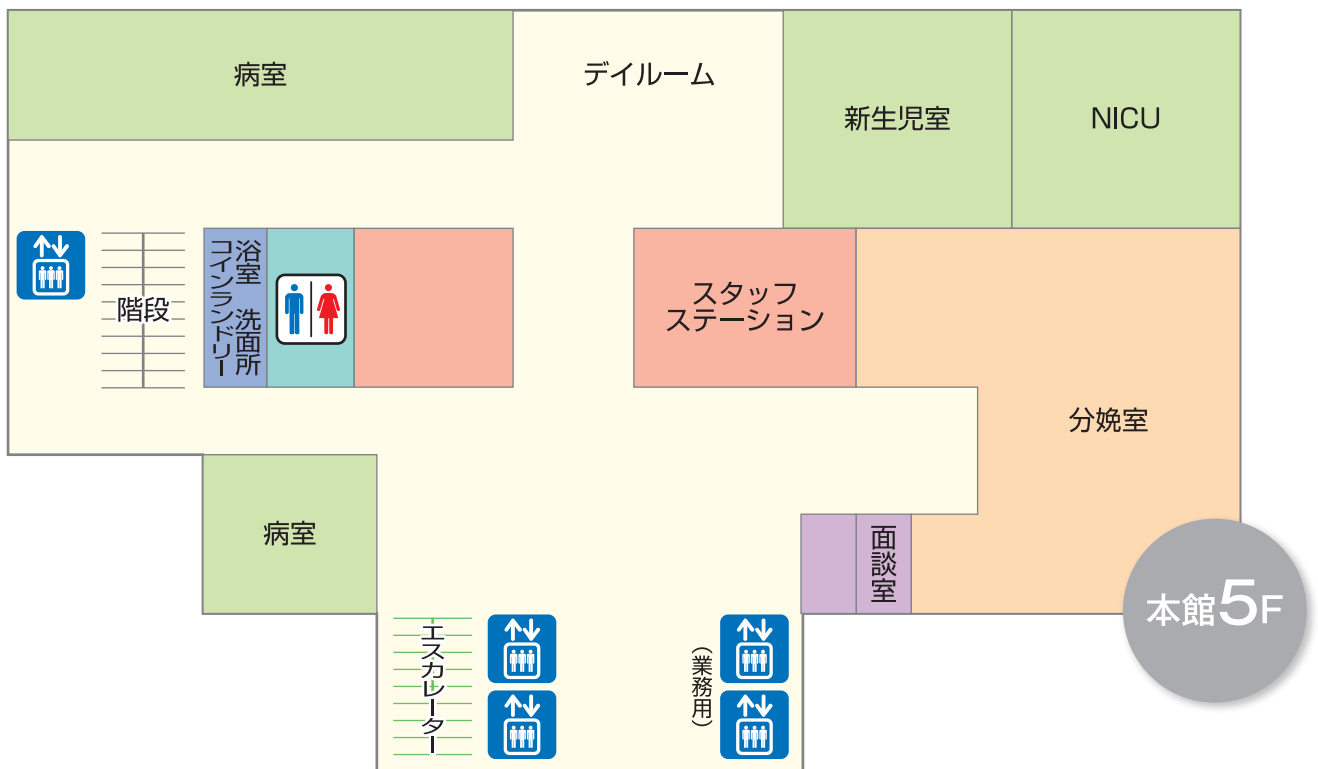 病室
デイルーム
新生児室
NICU
階段
浴室 洗面所
コインランドリー
スタッフ
ステーション
分娩室
病室
面談室
エスカレーター
(業務用)
本館5F